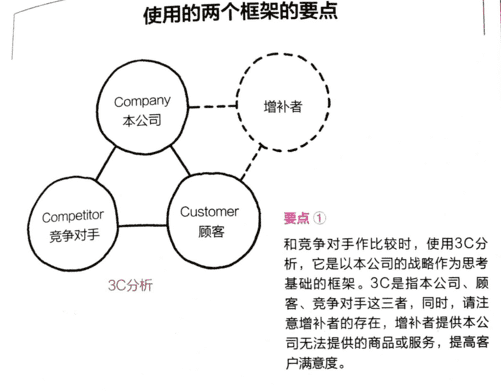 使用的两个框架的要点
Company
本公司
增补者
Competitor
竞争对手
Customer
顾客
3C分析
要点 ①
和竞争对手作比较时，使用3C分
析，它是以本公司的战略作为思考
基础的框架。3C是指本公司、顾
客、竞争对手这三者，同时，请注
意增补者的存在，增补者提供本公
司无法提供的商品或服务，提高客
户满意度。